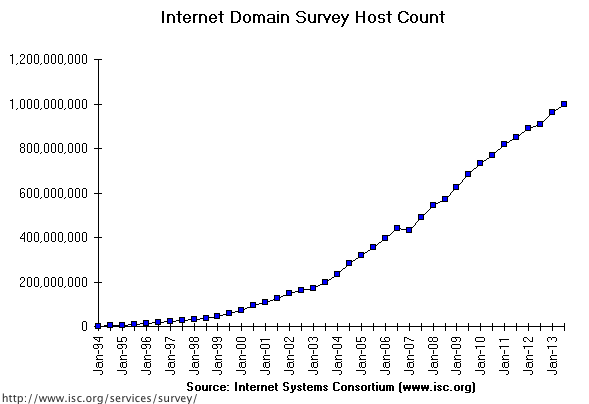 Internet Domain Survey Host Count
1,200,000,000
1,000,000,000
800,000,000
600,000,000
400,000,000
200,000,000
0
Jan-94
Jan-95
Jan-96
Jan-97
Jan-98
Jan-99
Jan-00
Jan-01
Jan-02
Jan-03
Jan-04
Jan-05
Jan-06
Jan-07
Jan-08
Jan-09
Jan-10
Jan-11
Jan-12
Jan-13
Source: Internet Systems Consortium (www.isc.org)
http://www.isc.org/services/survey/